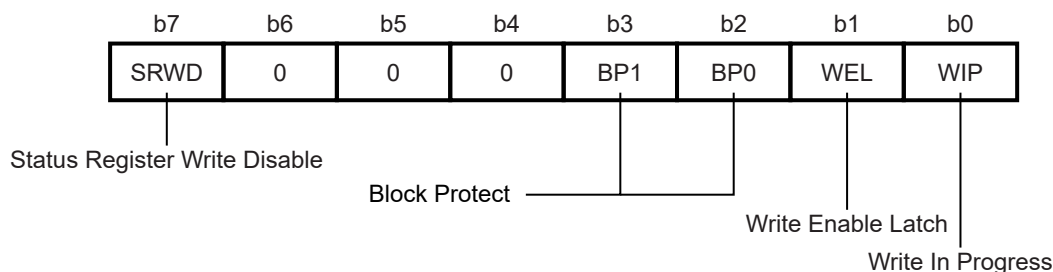 b7 b6 b5 b4 b3 b2 b1 b0
SRWD 0 0 0 BP1 BP0 WEL WIP
Status Register Write Disable
Block Protect
Write Enable Latch
Write In Progress